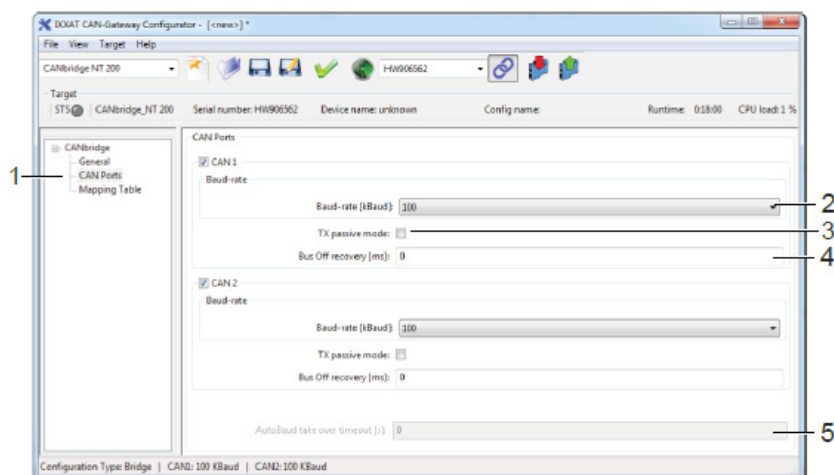 IXXAT CAN-Gateway Configurator - [<new>] *
File View Target Help
CANbridge NT 200 HW906562
Target
STS CANbridge_NT 200 Serial number: HW906562 Device name: unknown Config name: Runtime: 0:18:00 CPU load: 1 %
CANbridge
General
CAN Ports
Mapping Table
1
CAN Ports
CAN 1
Baud-rate
Baud-rate [kBaud]: 100
2
TX passive mode:
3
Bus Off recovery [ms]: 0
4
CAN 2
Baud-rate
Baud-rate [kBaud]: 100
TX passive mode:
Bus Off recovery [ms]: 0
AutoBaud take over timeout [s]: 0
5
Configuration Type: Bridge | CAN1: 100 KBaud | CAN2: 100 KBaud